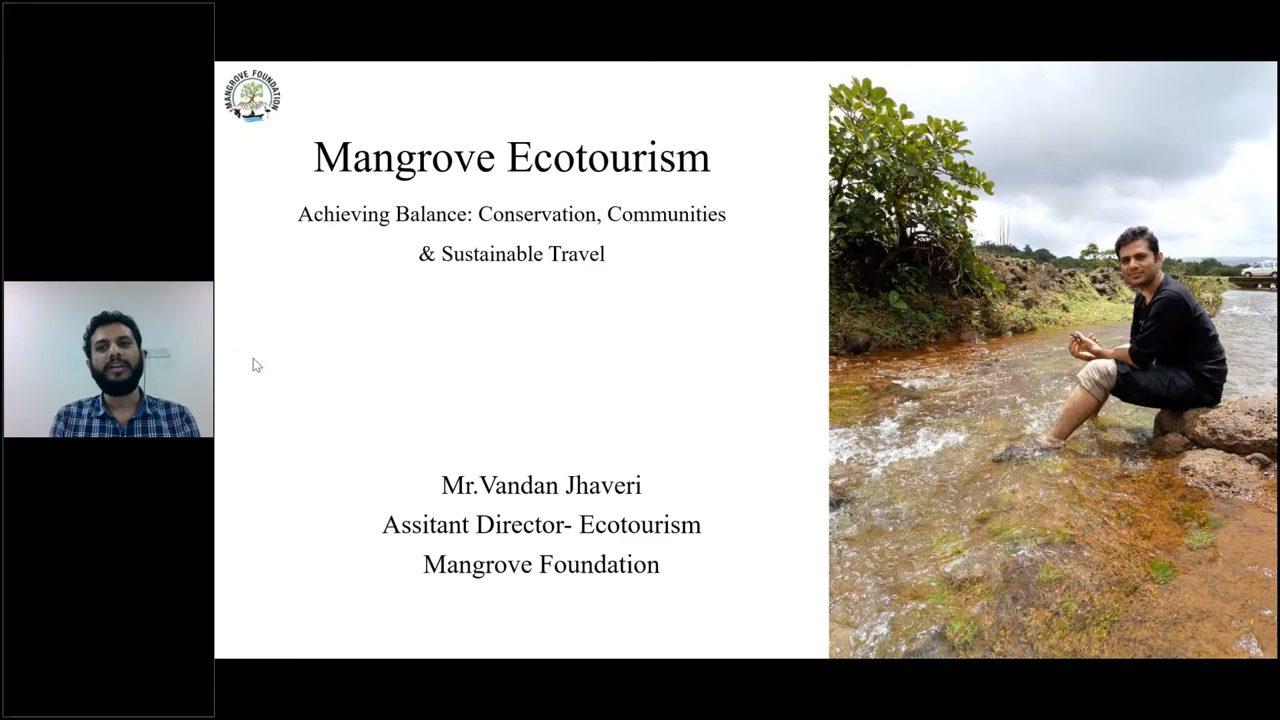 MANGROVE FOUNDATION
Mangrove Ecotourism
Achieving Balance: Conservation, Communities
& Sustainable Travel
Mr.Vandan Jhaveri
Assitant Director- Ecotourism
Mangrove Foundation